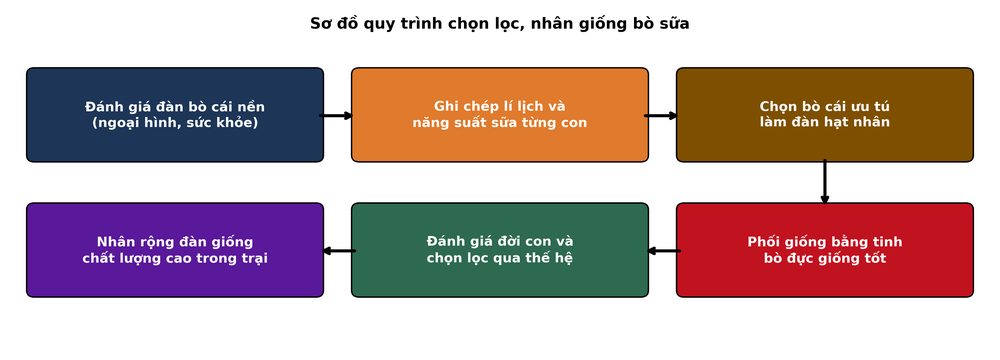 Sơ đồ quy trình chọn lọc, nhân giống bò sữa
Đánh giá đàn bò cái nền
(ngoại hình, sức khỏe)
Ghi chép lí lịch và
năng suất sữa từng con
Chọn bò cái ưu tú
làm đàn hạt nhân
Phối giống bằng tinh
bò đực giống tốt
Đánh giá đời con và
chọn lọc qua thế hệ
Nhân rộng đàn giống
chất lượng cao trong trại